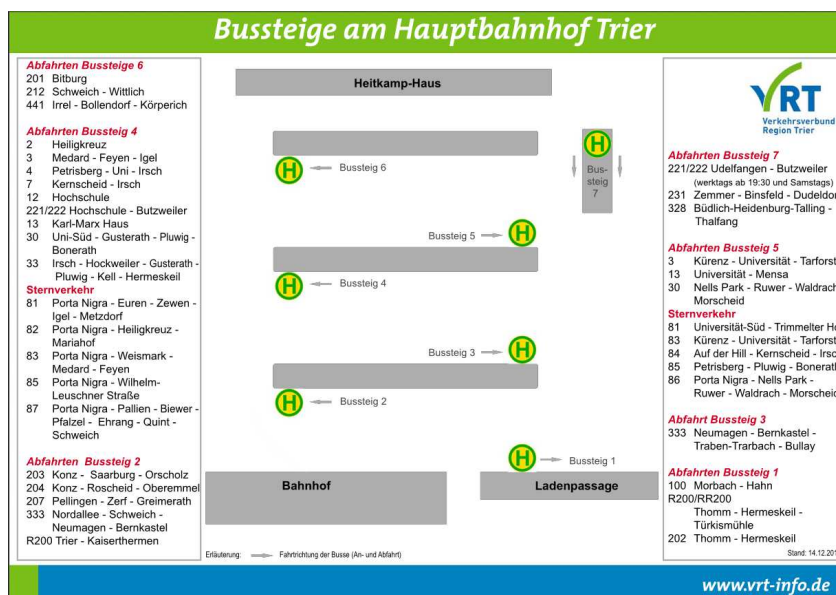 Bussteige am Hauptbahnhof Trier
Abfahrten Bussteige 6
201 Bitburg
212 Schweich - Wittlich
441 Irrel - Bollendorf - Körperich
Abfahrten Bussteig 4
2 Heiligkreuz
3 Medard - Feyen - Igel
4 Petrisberg - Uni - Irsch
7 Kernscheid - Irsch
12 Hochschule
221/222 Hochschule - Butzweiler
13 Karl-Marx Haus
30 Uni-Süd - Gusterath - Pluwig -
Bonerath
33 Irsch - Hockweiler - Gusterath -
Pluwig - Kell - Hermeskeil
Sternverkehr
81 Porta Nigra - Euren - Zewen -
Igel - Metzdorf
82 Porta Nigra - Heiligkreuz -
Mariahof
83 Porta Nigra - Weismark -
Medard - Feyen
85 Porta Nigra - Wilhelm-
Leuschner Straße
87 Porta Nigra - Pallien - Biewer -
Pfalzel - Ehrang - Quint -
Schweich
Abfahrten Bussteig 2
203 Konz - Saarburg - Orscholz
204 Konz - Roscheid - Oberemmel
207 Pellingen - Zerf - Greimerath
333 Nordallee - Schweich -
Neumagen - Bernkastel
R200 Trier - Kaiserthermen
Heitkamp-Haus
H
Bussteig 6
H
Bus-
steig
7
Bussteig 5
H
H
Bussteig 4
Bussteig 3
H
H
Bussteig 2
H
Bussteig 1
Bahnhof
Ladenpassage
Erläuterung:
Fahrtrichtung der Busse (An- und Abfahrt)
VRT
Verkehrsverbund
Region Trier
Abfahrten Bussteig 7
221/222 Udelfangen - Butzweiler
(werktags ab 19:30 und Samstags)
231 Zemmer - Binsfeld - Dudeldor
328 Büdlich-Heidenburg-Talling -
Thalfang
Abfahrten Bussteig 5
3 Kürenz - Universität - Tarforst
13 Universität - Mensa
30 Nells Park - Ruwer - Waldrach
Morscheid
Sternverkehr
81 Universität-Süd - Trimmelter Ho
83 Kürenz - Universität - Tarforst
84 Auf der Hill - Kernscheid - Irsc
85 Petrisberg - Pluwig - Bonerath
86 Porta Nigra - Nells Park -
Ruwer - Waldrach - Morscheid
Abfahrt Bussteig 3
333 Neumagen - Bernkastel -
Traben-Trarbach - Bullay
Abfahrten Bussteig 1
100 Morbach - Hahn
R200/RR200
Thomm - Hermeskeil -
Türkismühle
202 Thomm - Hermeskeil
Stand: 14.12.201
www.vrt-info.de